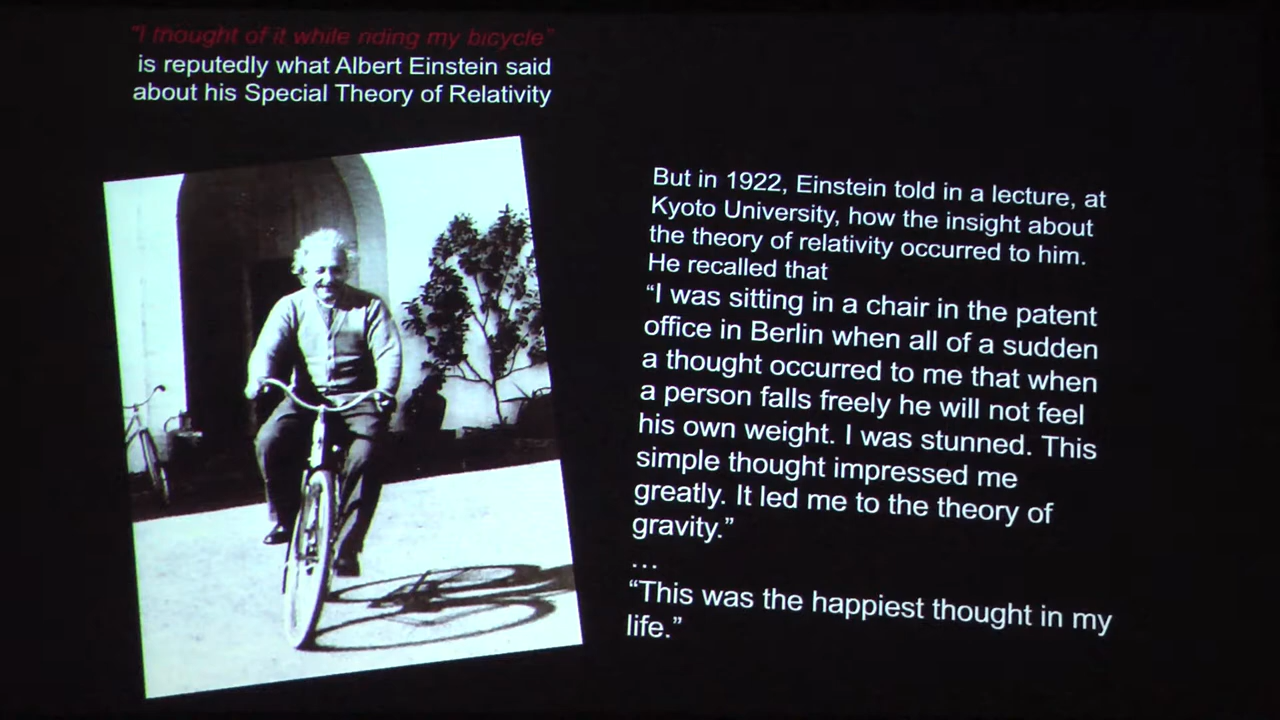 "I thought of it while riding my bicycle"
is reputedly what Albert Einstein said
about his Special Theory of Relativity
But in 1922, Einstein told in a lecture, at
Kyoto University, how the insight about
the theory of relativity occurred to him.
He recalled that
“I was sitting in a chair in the patent
office in Berlin when all of a sudden
a thought occurred to me that when
a person falls freely he will not feel
his own weight. I was stunned. This
simple thought impressed me
greatly. It led me to the theory of
gravity.”
…
“This was the happiest thought in my
life.”